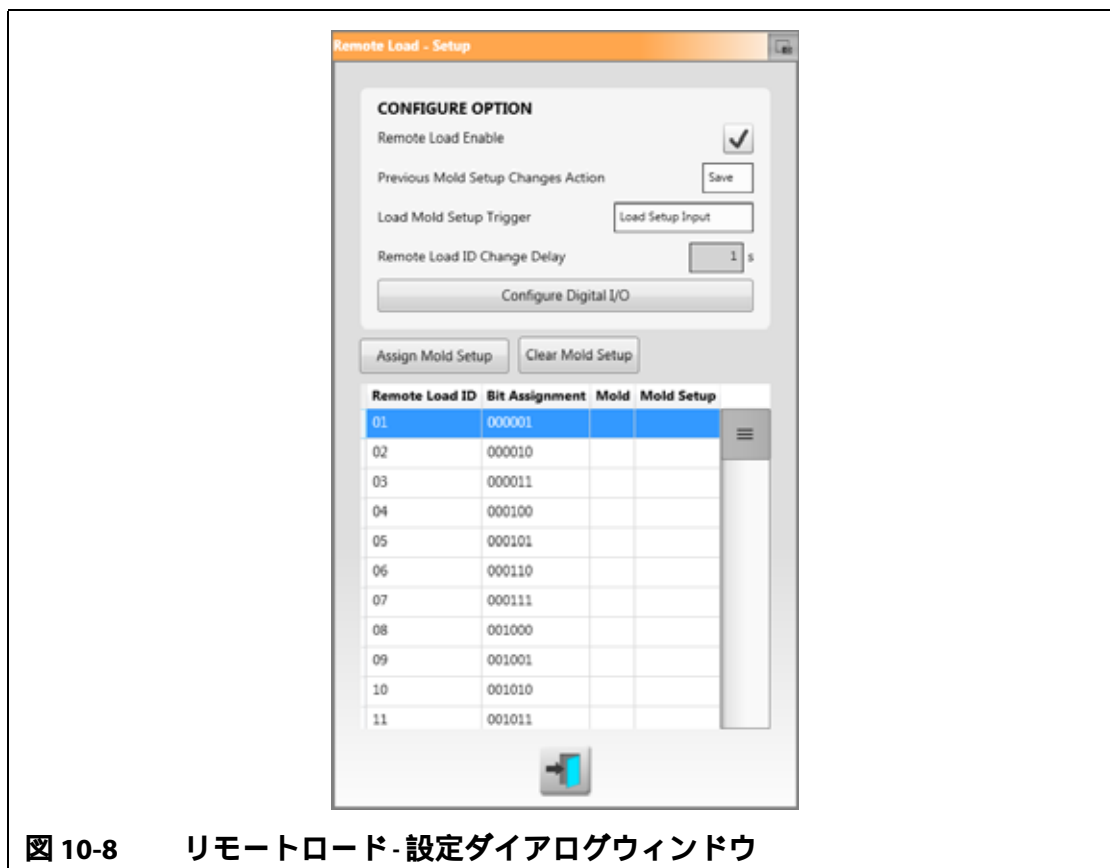 Remote Load - Setup
CONFIGURE OPTION
Remote Load Enable
Previous Mold Setup Changes Action Save
Load Mold Setup Trigger Load Setup Input
Remote Load ID Change Delay 1 s
Configure Digital I/O
Assign Mold Setup Clear Mold Setup
Remote Load ID Bit Assignment Mold Mold Setup
01 000001
02 000010
03 000011
04 000100
05 000101
06 000110
07 000111
08 001000
09 001001
10 001010
11 001011
図 10-8 リモートロード - 設定ダイアログウィンドウ